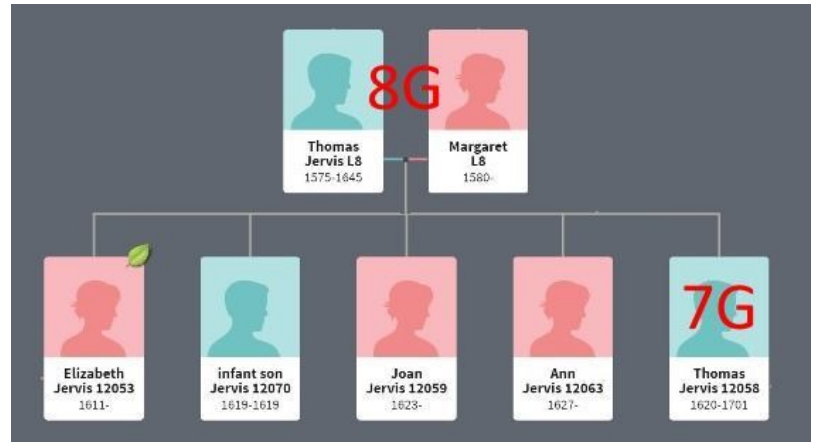 8G
Thomas
Jervis L8
1575-1645
Margaret
L8
1580-
Elizabeth
Jervis 12053
1611-
infant son
Jervis 12070
1619-1619
Joan
Jervis 12059
1623-
Ann
Jervis 12063
1627-
7G
Thomas
Jervis 12058
1620-1701